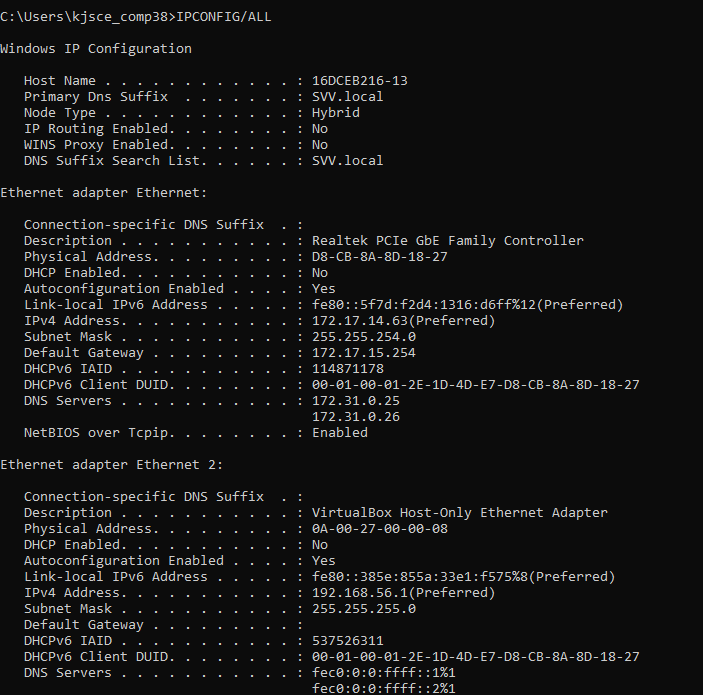 C:\Users\kjsce_comp38>IPCONFIG/ALL
Windows IP Configuration
Host Name . . . . . . . . . . . . : 16DCEB216-13
Primary Dns Suffix  . . . . . . . : SVV.local
Node Type . . . . . . . . . . . . : Hybrid
IP Routing Enabled. . . . . . . . : No
WINS Proxy Enabled. . . . . . . . : No
DNS Suffix Search List. . . . . . : SVV.local
Ethernet adapter Ethernet:
Connection-specific DNS Suffix  . :
Description . . . . . . . . . . . : Realtek PCIe GbE Family Controller
Physical Address. . . . . . . . . : D8-CB-8A-8D-18-27
DHCP Enabled. . . . . . . . . . . : No
Autoconfiguration Enabled . . . . : Yes
Link-local IPv6 Address . . . . . : fe80::5f7d:f2d4:1316:d6ff%12(Preferred)
IPv4 Address. . . . . . . . . . . : 172.17.14.63(Preferred)
Subnet Mask . . . . . . . . . . . : 255.255.254.0
Default Gateway . . . . . . . . . : 172.17.15.254
DHCPv6 IAID . . . . . . . . . . . : 114871178
DHCPv6 Client DUID. . . . . . . . : 00-01-00-01-2E-1D-4D-E7-D8-CB-8A-8D-18-27
DNS Servers . . . . . . . . . . . : 172.31.0.25
172.31.0.26
NetBIOS over Tcpip. . . . . . . . : Enabled
Ethernet adapter Ethernet 2:
Connection-specific DNS Suffix  . :
Description . . . . . . . . . . . : VirtualBox Host-Only Ethernet Adapter
Physical Address. . . . . . . . . : 0A-00-27-00-00-08
DHCP Enabled. . . . . . . . . . . : No
Autoconfiguration Enabled . . . . : Yes
Link-local IPv6 Address . . . . . : fe80::385e:855a:33e1:f575%8(Preferred)
IPv4 Address. . . . . . . . . . . : 192.168.56.1(Preferred)
Subnet Mask . . . . . . . . . . . : 255.255.255.0
Default Gateway . . . . . . . . . :
DHCPv6 IAID . . . . . . . . . . . : 537526311
DHCPv6 Client DUID. . . . . . . . : 00-01-00-01-2E-1D-4D-E7-D8-CB-8A-8D-18-27
DNS Servers . . . . . . . . . . . : fec0:0:0:ffff::1%1
fec0:0:0:ffff::2%1